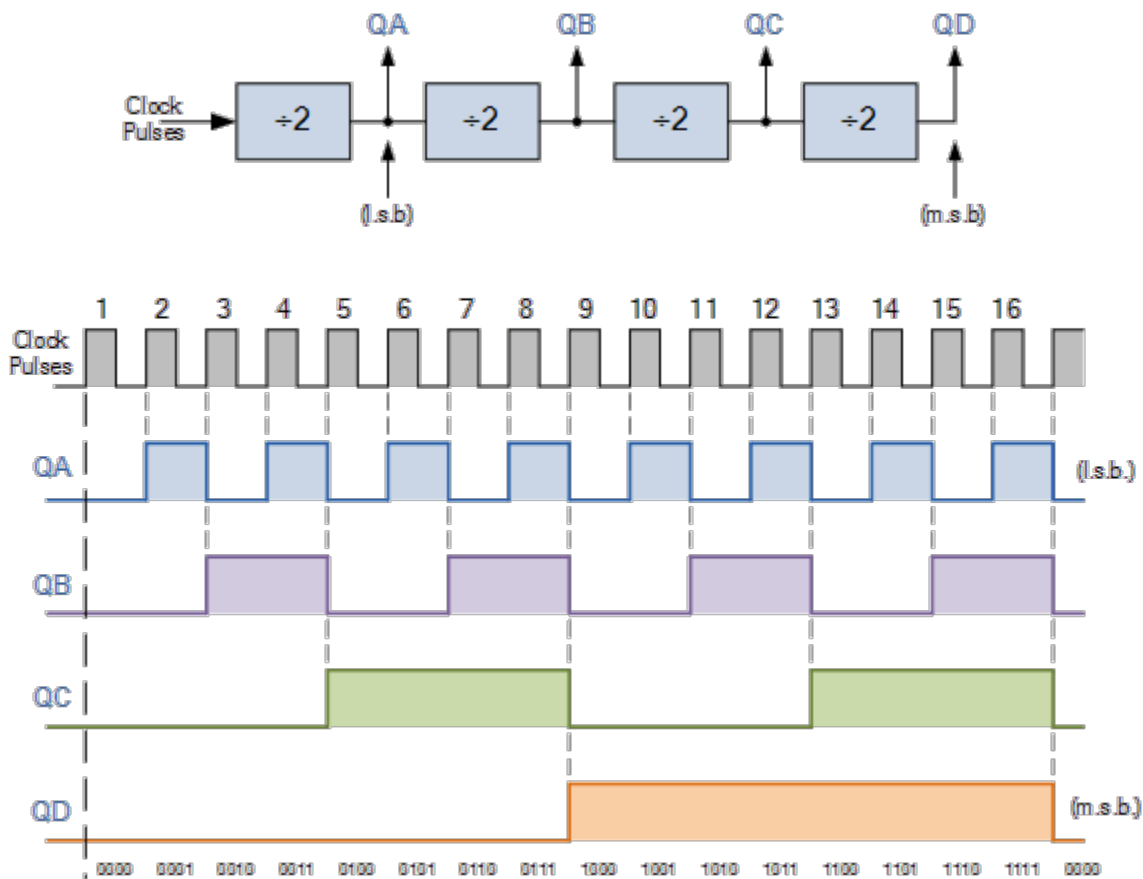 QA QB QC QD
Clock
Pulses
÷2 ÷2 ÷2 ÷2
(l.s.b) (m.s.b)
1 2 3 4 5 6 7 8 9 10 11 12 13 14 15 16
Clock
Pulses
QA (l.s.b.)
QB
QC
QD (m.s.b.)
0000 0001 0010 0011 0100 0101 0110 0111 1000 1001 1010 1011 1100 1101 1110 1111 0000